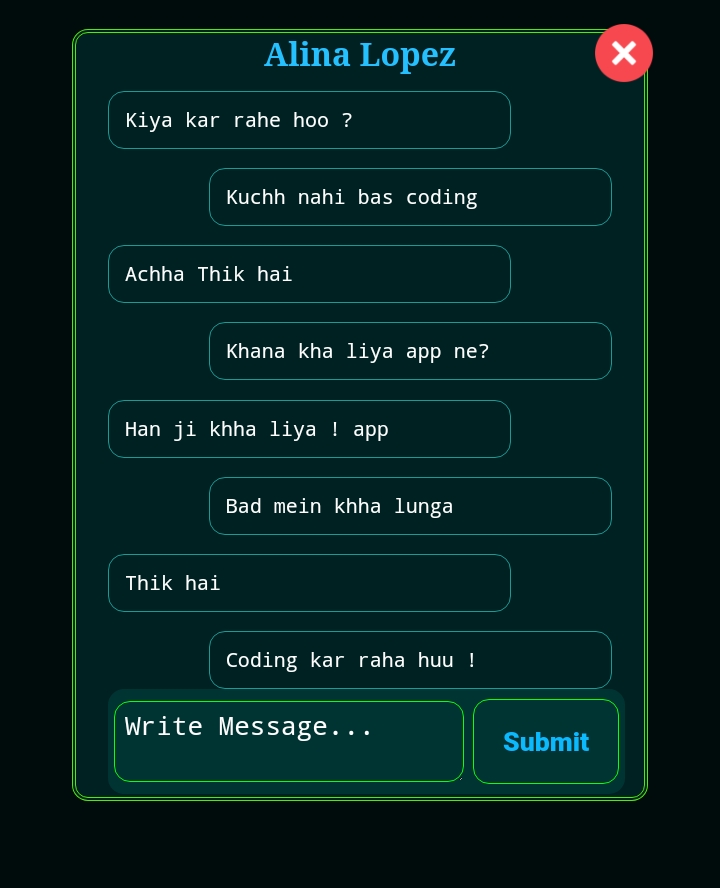 Alina Lopez
Kiya kar rahe hoo ?
Kuchh nahi bas coding
Achha Thik hai
Khana kha liya app ne?
Han ji khha liya ! app
Bad mein khha lunga
Thik hai
Coding kar raha huu !
Write Message...
Submit